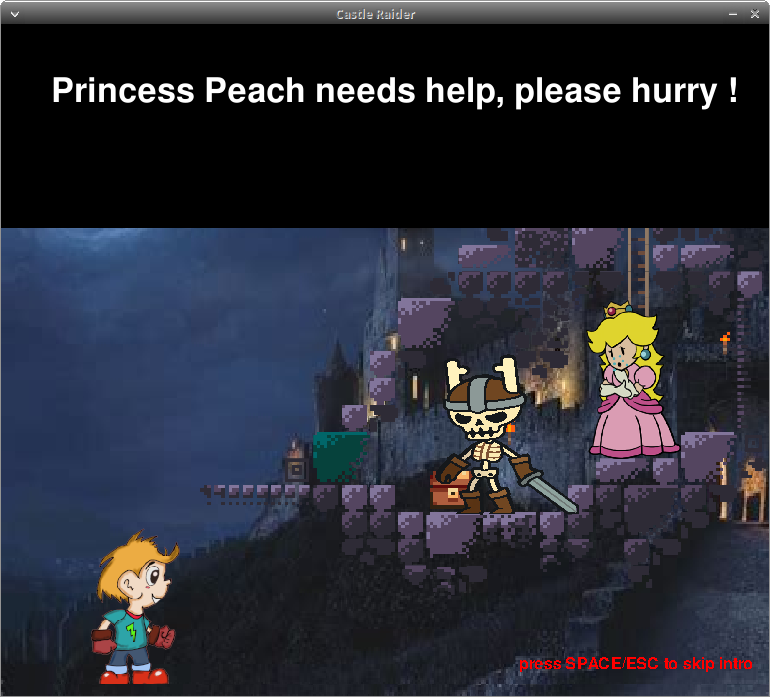 Castle Raider
Princess Peach needs help, please hurry !
press SPACE/ESC to skip intro